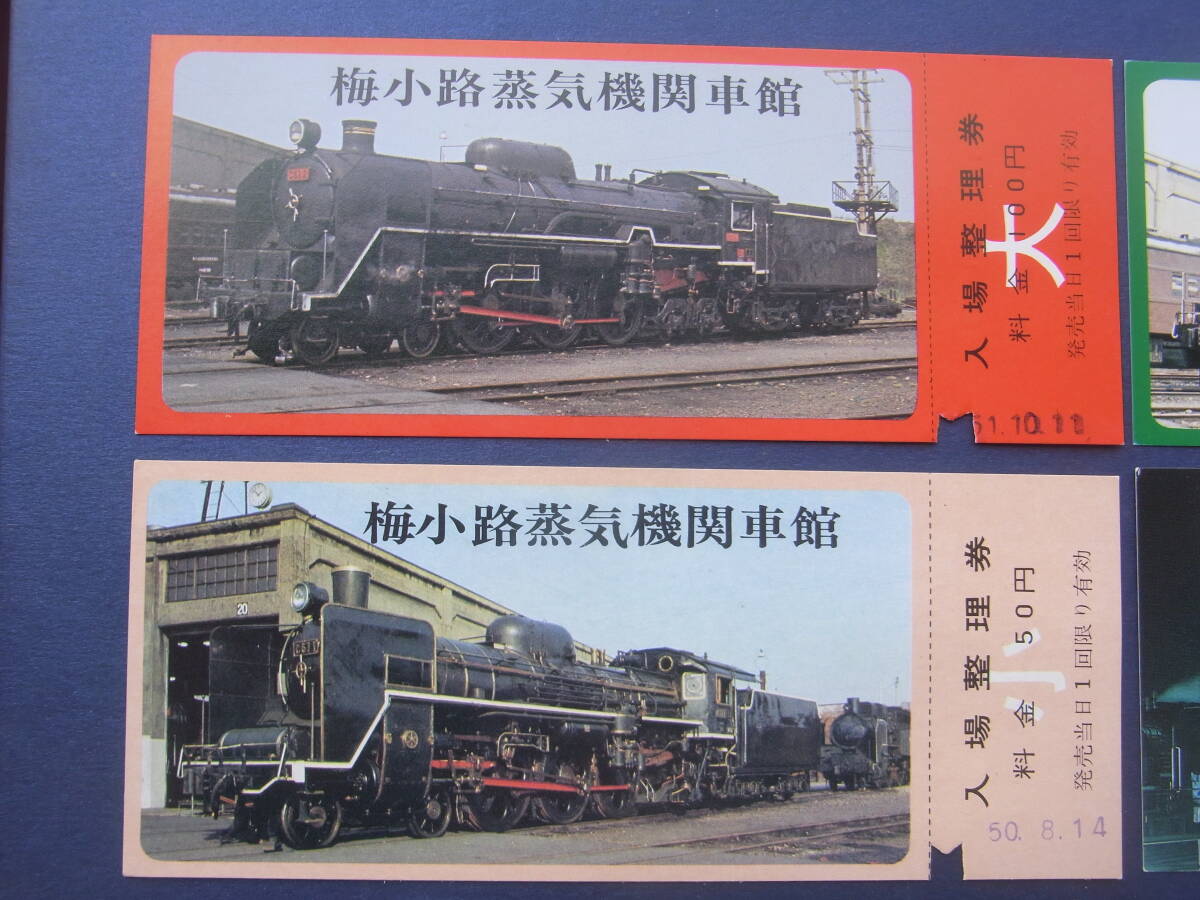 梅小路蒸気機関車館
入場整理券
料金100円
発売当日1回限り有効
大
51.10.11
梅小路蒸気機関車館
20
入場整理券
料金50円
発売当日1回限り有効
小
50.8.14